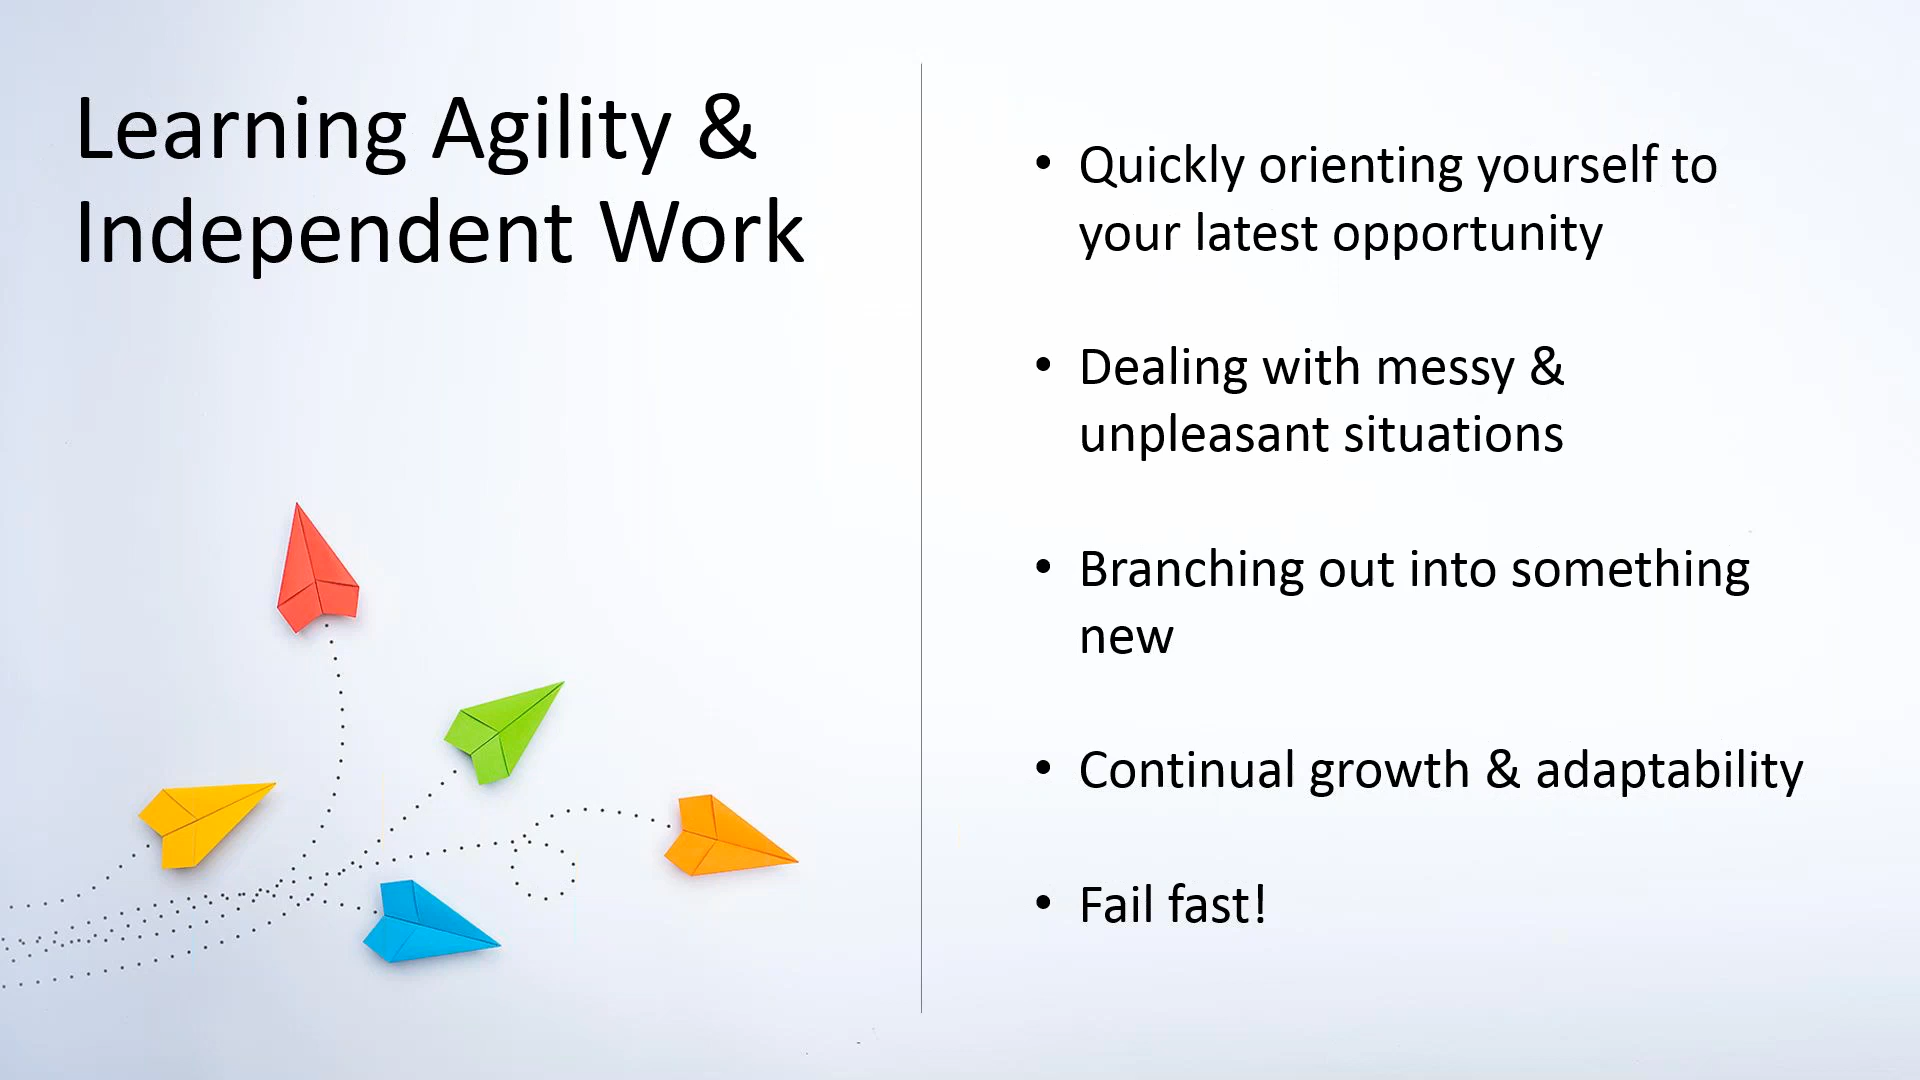 Learning Agility &
Independent Work
• Quickly orienting yourself to
your latest opportunity
• Dealing with messy &
unpleasant situations
• Branching out into something
new
• Continual growth & adaptability
• Fail fast!